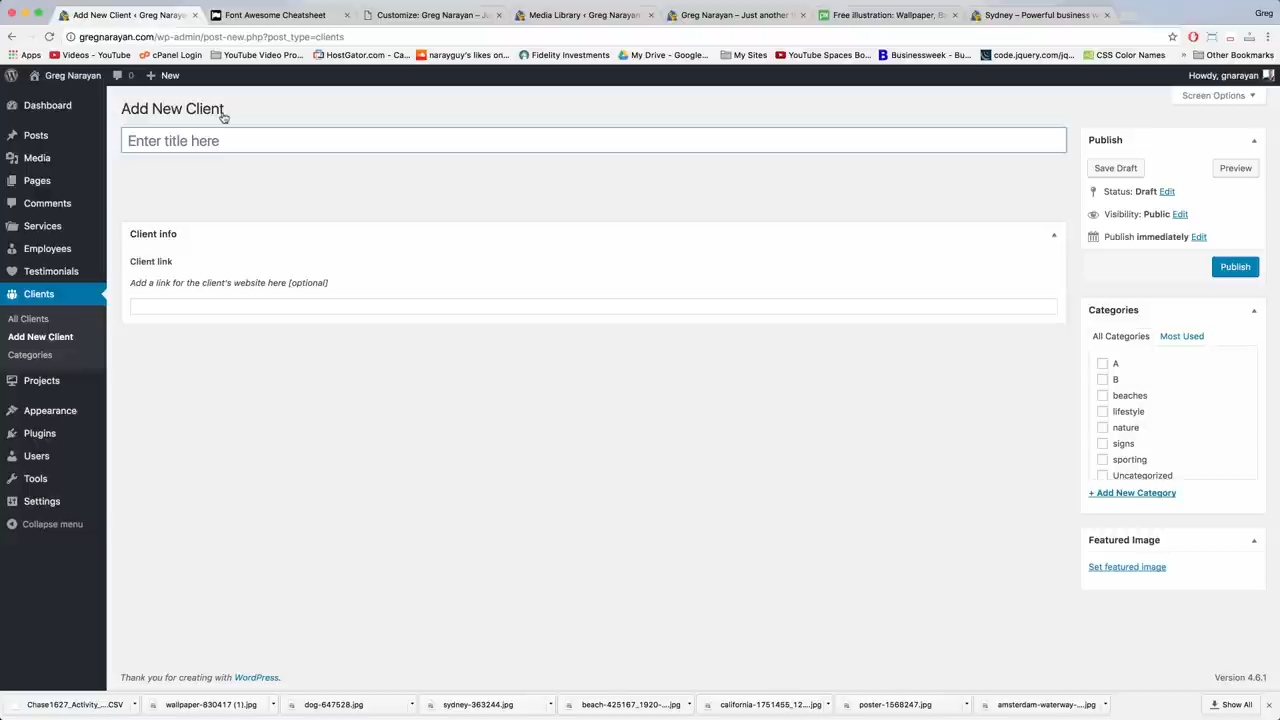 Add New Client ‹ Greg Narayan
Font Awesome Cheatsheet
Customize: Greg Narayan – J
Media Library ‹ Greg Narayan
Greg Narayan – Just another
Free illustration: Wallpaper, B
Sydney – Powerful business w
Greg
gregnarayan.com/wp-admin/post-new.php?post_type=clients
Apps
Videos - YouTube
cPanel Login
YouTube Video Pro...
HostGator.com - Ca...
narayguy's likes on...
Fidelity Investments
My Drive - Google...
My Sites
YouTube Spaces Bo...
Businessweek - Bu...
code.jquery.com/jq...
CSS Color Names
»
Other Bookmarks
Greg Narayan
0
+ New
Howdy, gnarayan
Dashboard
Posts
Media
Pages
Comments
Services
Employees
Testimonials
Clients
All Clients
Add New Client
Categories
Projects
Appearance
Plugins
Users
Tools
Settings
Collapse menu
Screen Options
Add New Client
Enter title here
Client info
Client link
Add a link for the client's website here [optional]
Publish
Save Draft
Preview
Status: Draft Edit
Visibility: Public Edit
Publish immediately Edit
Publish
Categories
All Categories
Most Used
A
B
beaches
lifestyle
nature
signs
sporting
Uncategorized
+ Add New Category
Featured Image
Set featured image
Thank you for creating with WordPress.
Version 4.6.1
Chase1627_Activity_....CSV
wallpaper-830417 (1).jpg
dog-647528.jpg
sydney-363244.jpg
beach-425167_1920-....jpg
california-1751455_12....jpg
poster-1568247.jpg
amsterdam-waterway-....jpg
Show All